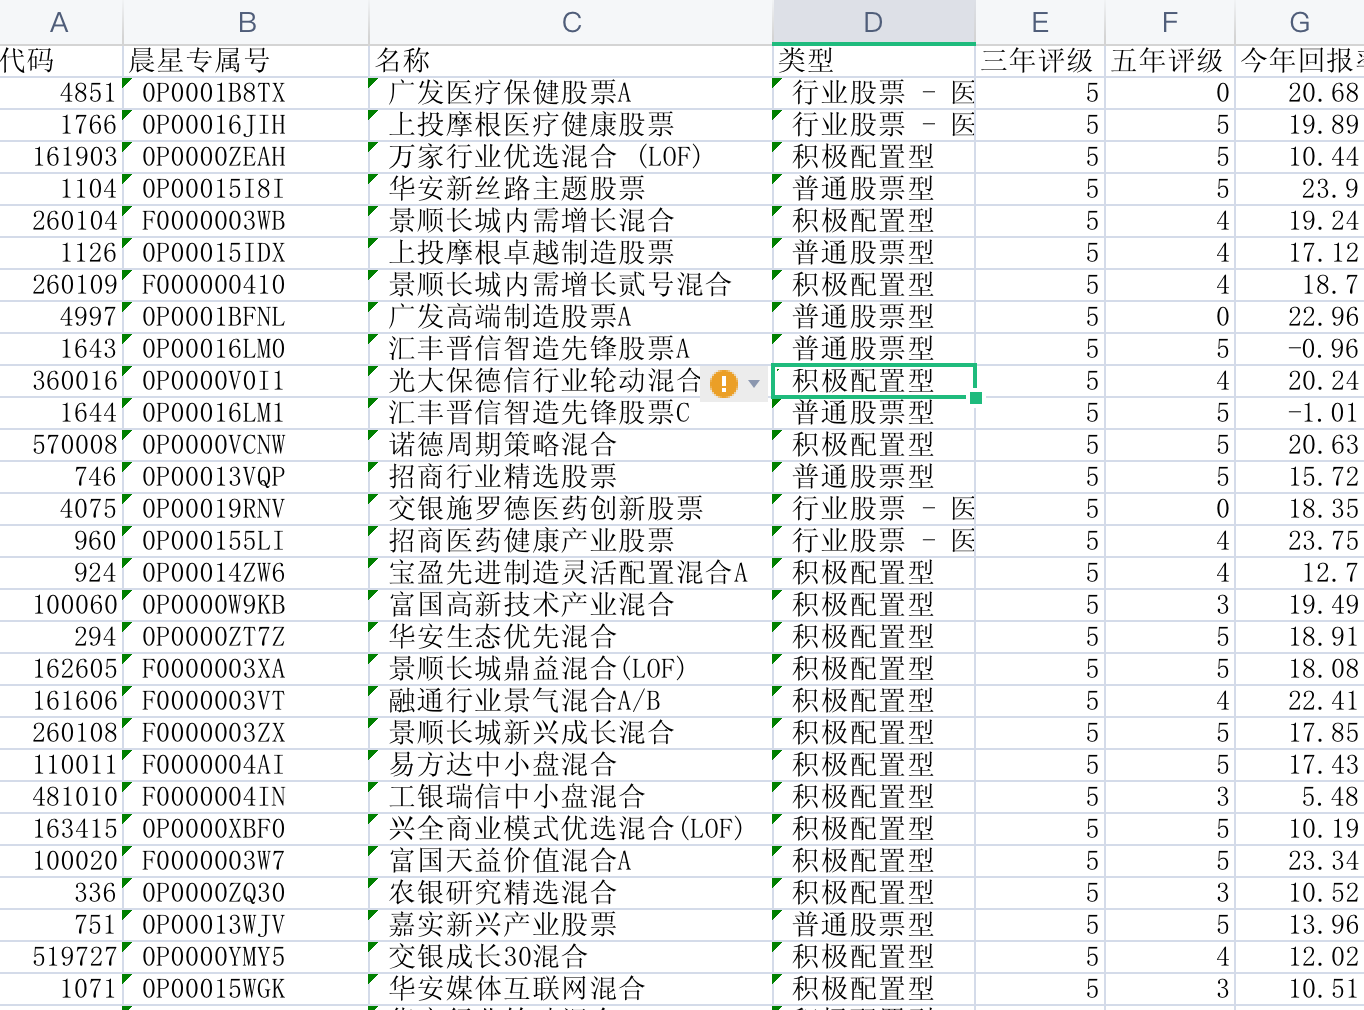 A B C D E F G
代码 晨星专属号 名称 类型 三年评级 五年评级 今年回报率
4851 0P0001B8TX 广发医疗保健股票A 行业股票 - 医 5 0 20.68
1766 0P00016JIH 上投摩根医疗健康股票 行业股票 - 医 5 5 19.89
161903 0P0000ZEAH 万家行业优选混合 (LOF) 积极配置型 5 5 10.44
1104 0P00015I8I 华安新丝路主题股票 普通股票型 5 5 23.9
260104 F0000003WB 景顺长城内需增长混合 积极配置型 5 4 19.24
1126 0P00015IDX 上投摩根卓越制造股票 普通股票型 5 4 17.12
260109 F000000410 景顺长城内需增长贰号混合 积极配置型 5 4 18.7
4997 0P0001BFNL 广发高端制造股票A 普通股票型 5 0 22.96
1643 0P00016LM0 汇丰晋信智造先锋股票A 普通股票型 5 5 -0.96
360016 0P0000V0I1 光大保德信行业轮动混合 积极配置型 5 4 20.24
1644 0P00016LM1 汇丰晋信智造先锋股票C 普通股票型 5 5 -1.01
570008 0P0000VCNW 诺德周期策略混合 积极配置型 5 5 20.63
746 0P00013VQP 招商行业精选股票 普通股票型 5 5 15.72
4075 0P00019RNV 交银施罗德医药创新股票 行业股票 - 医 5 0 18.35
960 0P000155LI 招商医药健康产业股票 行业股票 - 医 5 4 23.75
924 0P00014ZW6 宝盈先进制造灵活配置混合A 积极配置型 5 4 12.7
100060 0P0000W9KB 富国高新技术产业混合 积极配置型 5 3 19.49
294 0P0000ZT7Z 华安生态优先混合 积极配置型 5 5 18.91
162605 F0000003XA 景顺长城鼎益混合(LOF) 积极配置型 5 5 18.08
161606 F0000003VT 融通行业景气混合A/B 积极配置型 5 4 22.41
260108 F0000003ZX 景顺长城新兴成长混合 积极配置型 5 5 17.85
110011 F0000004AI 易方达中小盘混合 积极配置型 5 5 17.43
481010 F0000004IN 工银瑞信中小盘混合 积极配置型 5 3 5.48
163415 0P0000XBF0 兴全商业模式优选混合(LOF) 积极配置型 5 5 10.19
100020 F0000003W7 富国天益价值混合A 积极配置型 5 5 23.34
336 0P0000ZQ30 农银研究精选混合 积极配置型 5 3 10.52
751 0P00013WJV 嘉实新兴产业股票 普通股票型 5 5 13.96
519727 0P0000YMY5 交银成长30混合 积极配置型 5 4 12.02
1071 0P00015WGK 华安媒体互联网混合 积极配置型 5 3 10.51